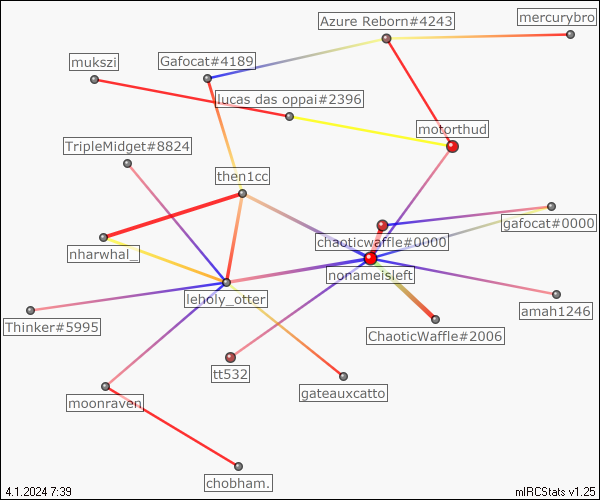 mercurybro
Azure Reborn#4243
mukszi
Gafocat#4189
lucas das oppai#2396
motorthud
TripleMidget#8824
then1cc
gafocat#0000
chaoticwaffle#0000
nharwhal_
nonameisleft
leholy_otter
amah1246
Thinker#5995
ChaoticWaffle#2006
tt532
gateauxcatto
moonraven
chobham.
4.1.2024 7:39
mIRCStats v1.25